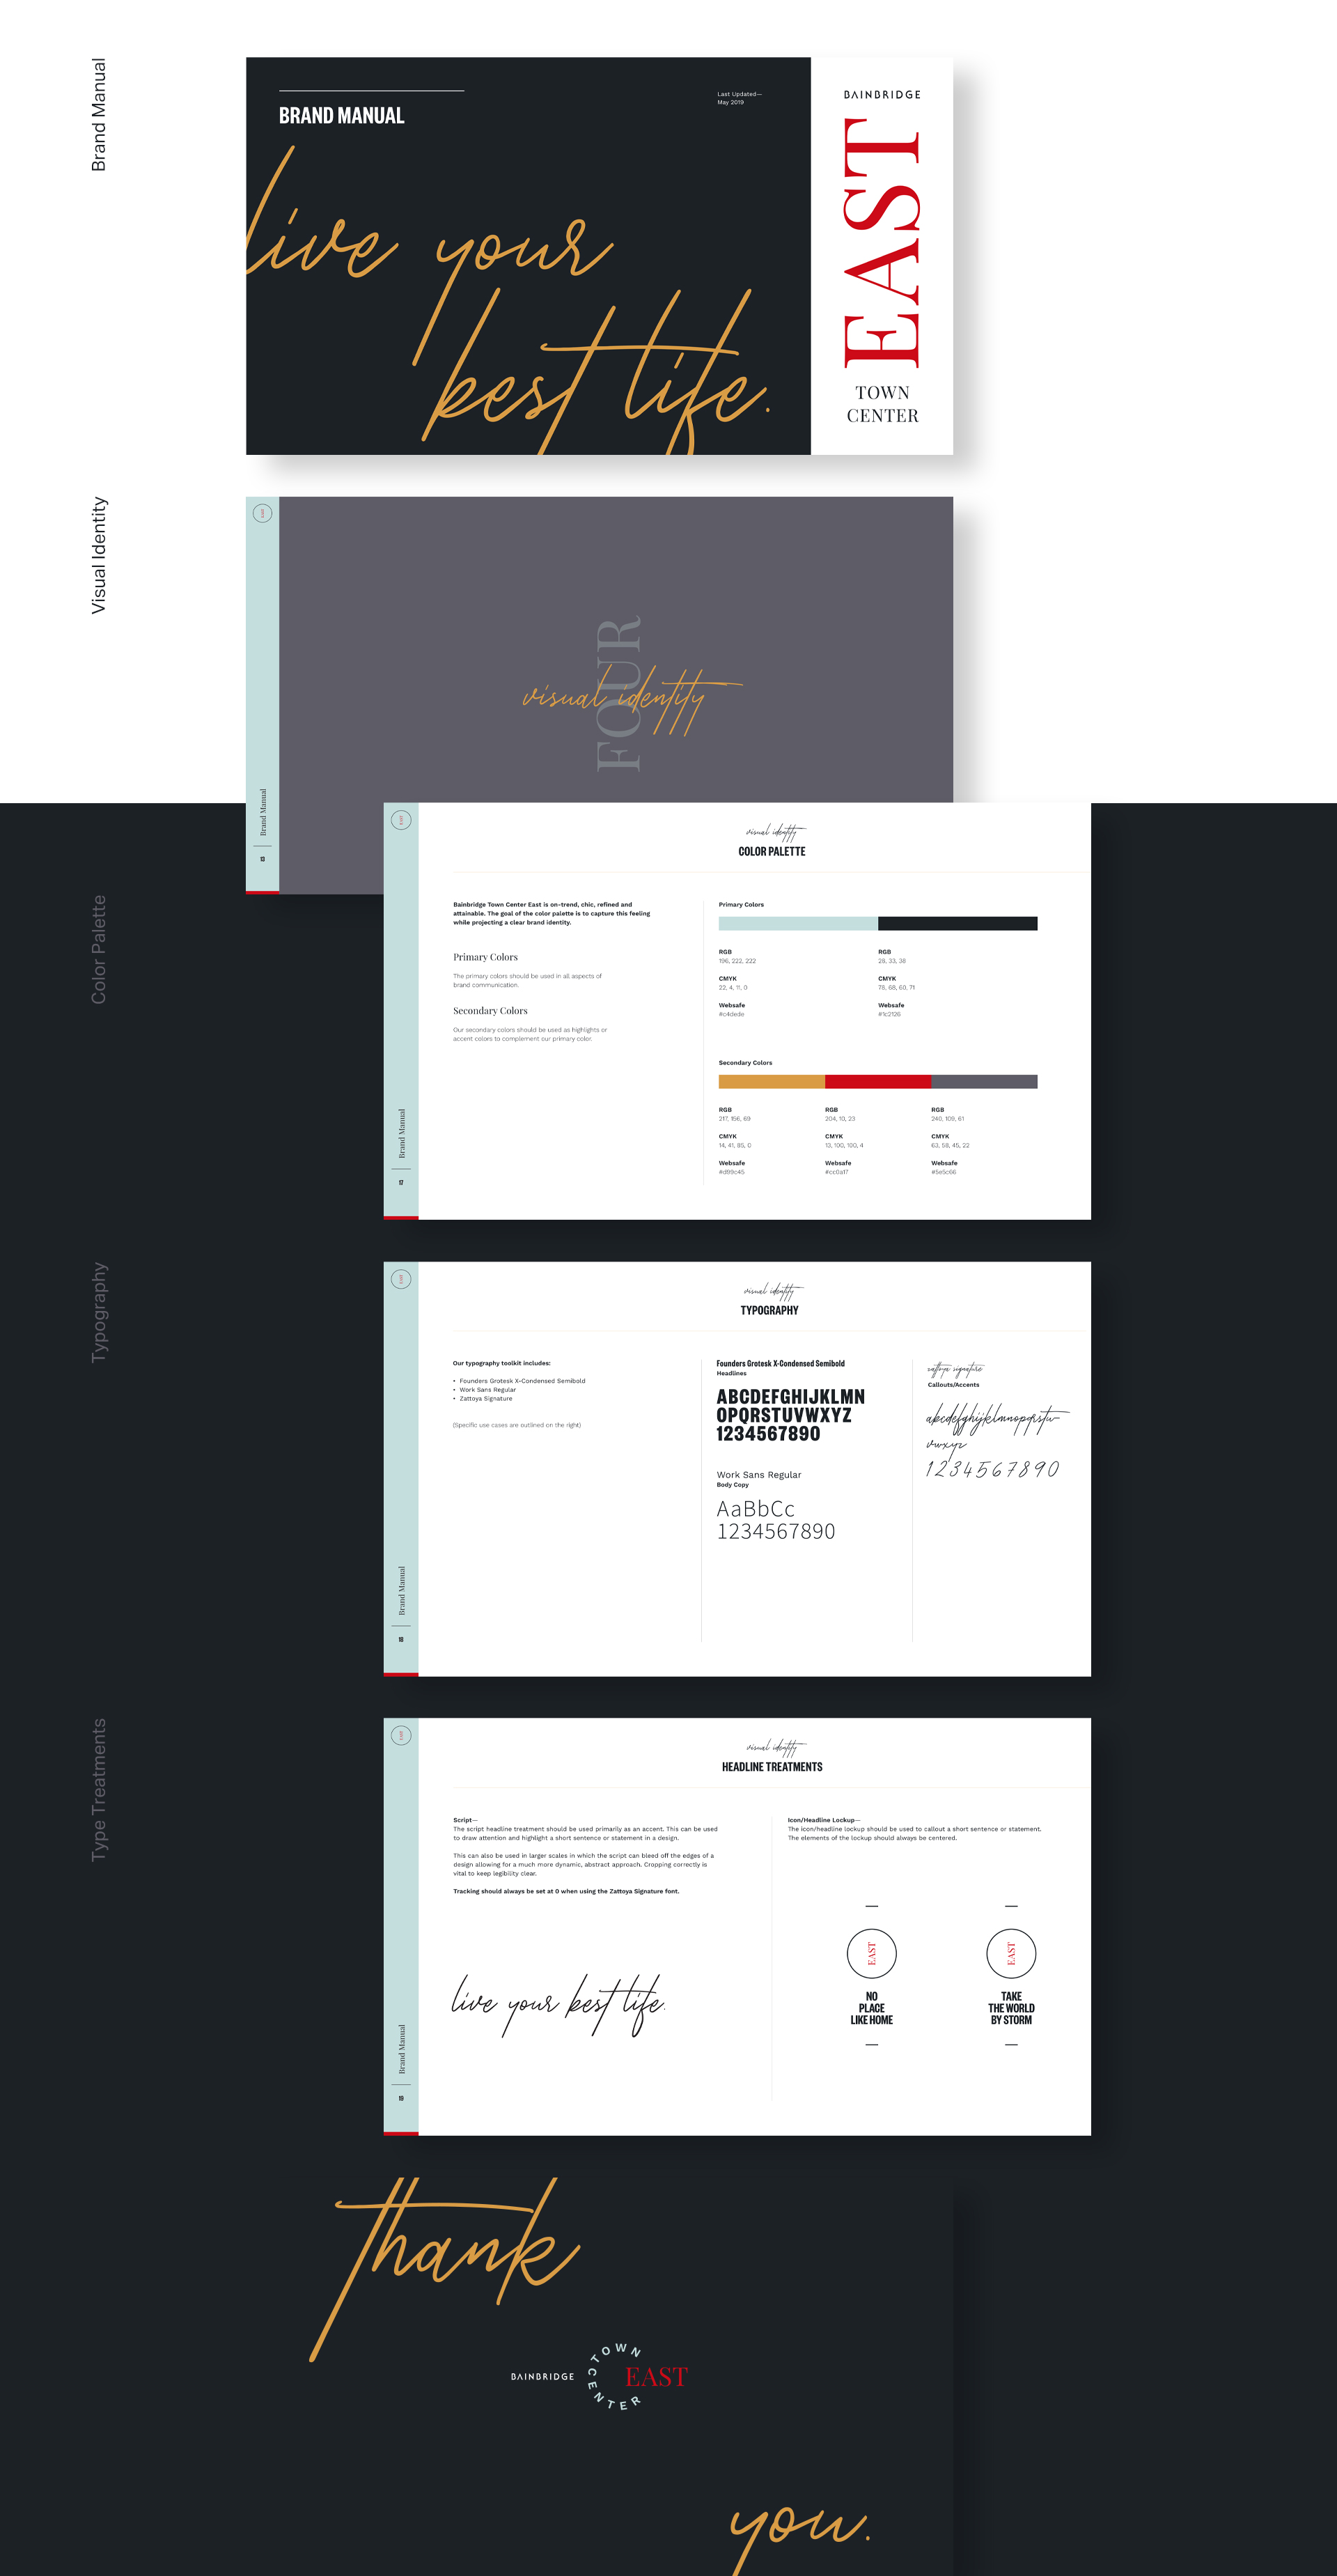 Brand Manual
BRAND MANUAL
Last Updated—
May 2019
live your
best life.
BAINBRIDGE
EAST
TOWN
CENTER
Visual Identity
EAST
FOUR
visual identity
Brand Manual
13
Color Palette
EAST
Brand Manual
17
visual identity
COLOR PALETTE
Bainbridge Town Center East is on-trend, chic, refined and
attainable. The goal of the color palette is to capture this feeling
while projecting a clear brand identity.
Primary Colors
The primary colors should be used in all aspects of
brand communication.
Secondary Colors
Our secondary colors should be used as highlights or
accent colors to complement our primary color.
Primary Colors
RGB
196, 222, 222
CMYK
22, 4, 11, 0
Websafe
#c4dede
RGB
28, 33, 38
CMYK
78, 68, 60, 71
Websafe
#1c2126
Secondary Colors
RGB
217, 156, 69
CMYK
14, 41, 85, 0
Websafe
#d99c45
RGB
204, 10, 23
CMYK
13, 100, 100, 4
Websafe
#cc0a17
RGB
240, 109, 61
CMYK
63, 58, 45, 22
Websafe
#5e5c66
Typography
EAST
Brand Manual
18
visual identity
TYPOGRAPHY
Our typography toolkit includes:
• Founders Grotesk X-Condensed Semibold
• Work Sans Regular
• Zattoya Signature
(Specific use cases are outlined on the right)
Founders Grotesk X-Condensed Semibold
Headlines
ABCDEFGHIJKLMN
OPQRSTUVWXYZ
1234567890
Work Sans Regular
Body Copy
AaBbCc
1234567890
zattoya signature
Callouts/Accents
abcdefghijklmnopqrstu
vwxyz
1234567890
Type Treatments
EAST
Brand Manual
19
visual identity
HEADLINE TREATMENTS
Script—
The script headline treatment should be used primarily as an accent. This can be used
to draw attention and highlight a short sentence or statement in a design.
This can also be used in larger scales in which the script can bleed off the edges of a
design allowing for a much more dynamic, abstract approach. Cropping correctly is
vital to keep legibility clear.
Tracking should always be set at 0 when using the Zattoya Signature font.
live your best life.
Icon/Headline Lockup—
The icon/headline lockup should be used to callout a short sentence or statement.
The elements of the lockup should always be centered.
EAST
NO
PLACE
LIKE HOME
EAST
TAKE
THE WORLD
BY STORM
thank
BAINBRIDGE
TOWN
CENTER
EAST
you.